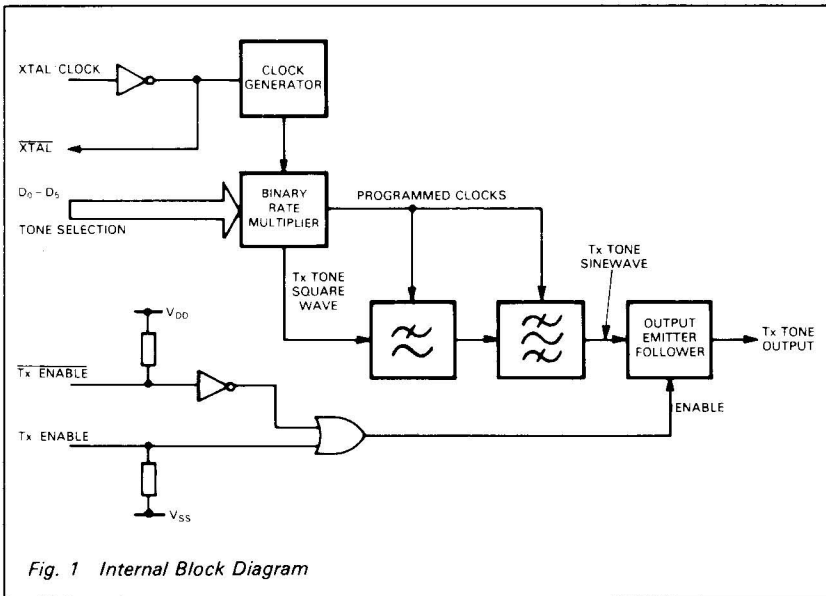 XTAL CLOCK
CLOCK
GENERATOR
XTAL
D₀ – D₅
TONE SELECTION
BINARY
RATE
MULTIPLIER
PROGRAMMED CLOCKS
Tx TONE
SQUARE
WAVE
Tx TONE
SINEWAVE
OUTPUT
EMITTER
FOLLOWER
Tx TONE
OUTPUT
VDD
Tx ENABLE
ENABLE
Tx ENABLE
VSS
Fig. 1 Internal Block Diagram